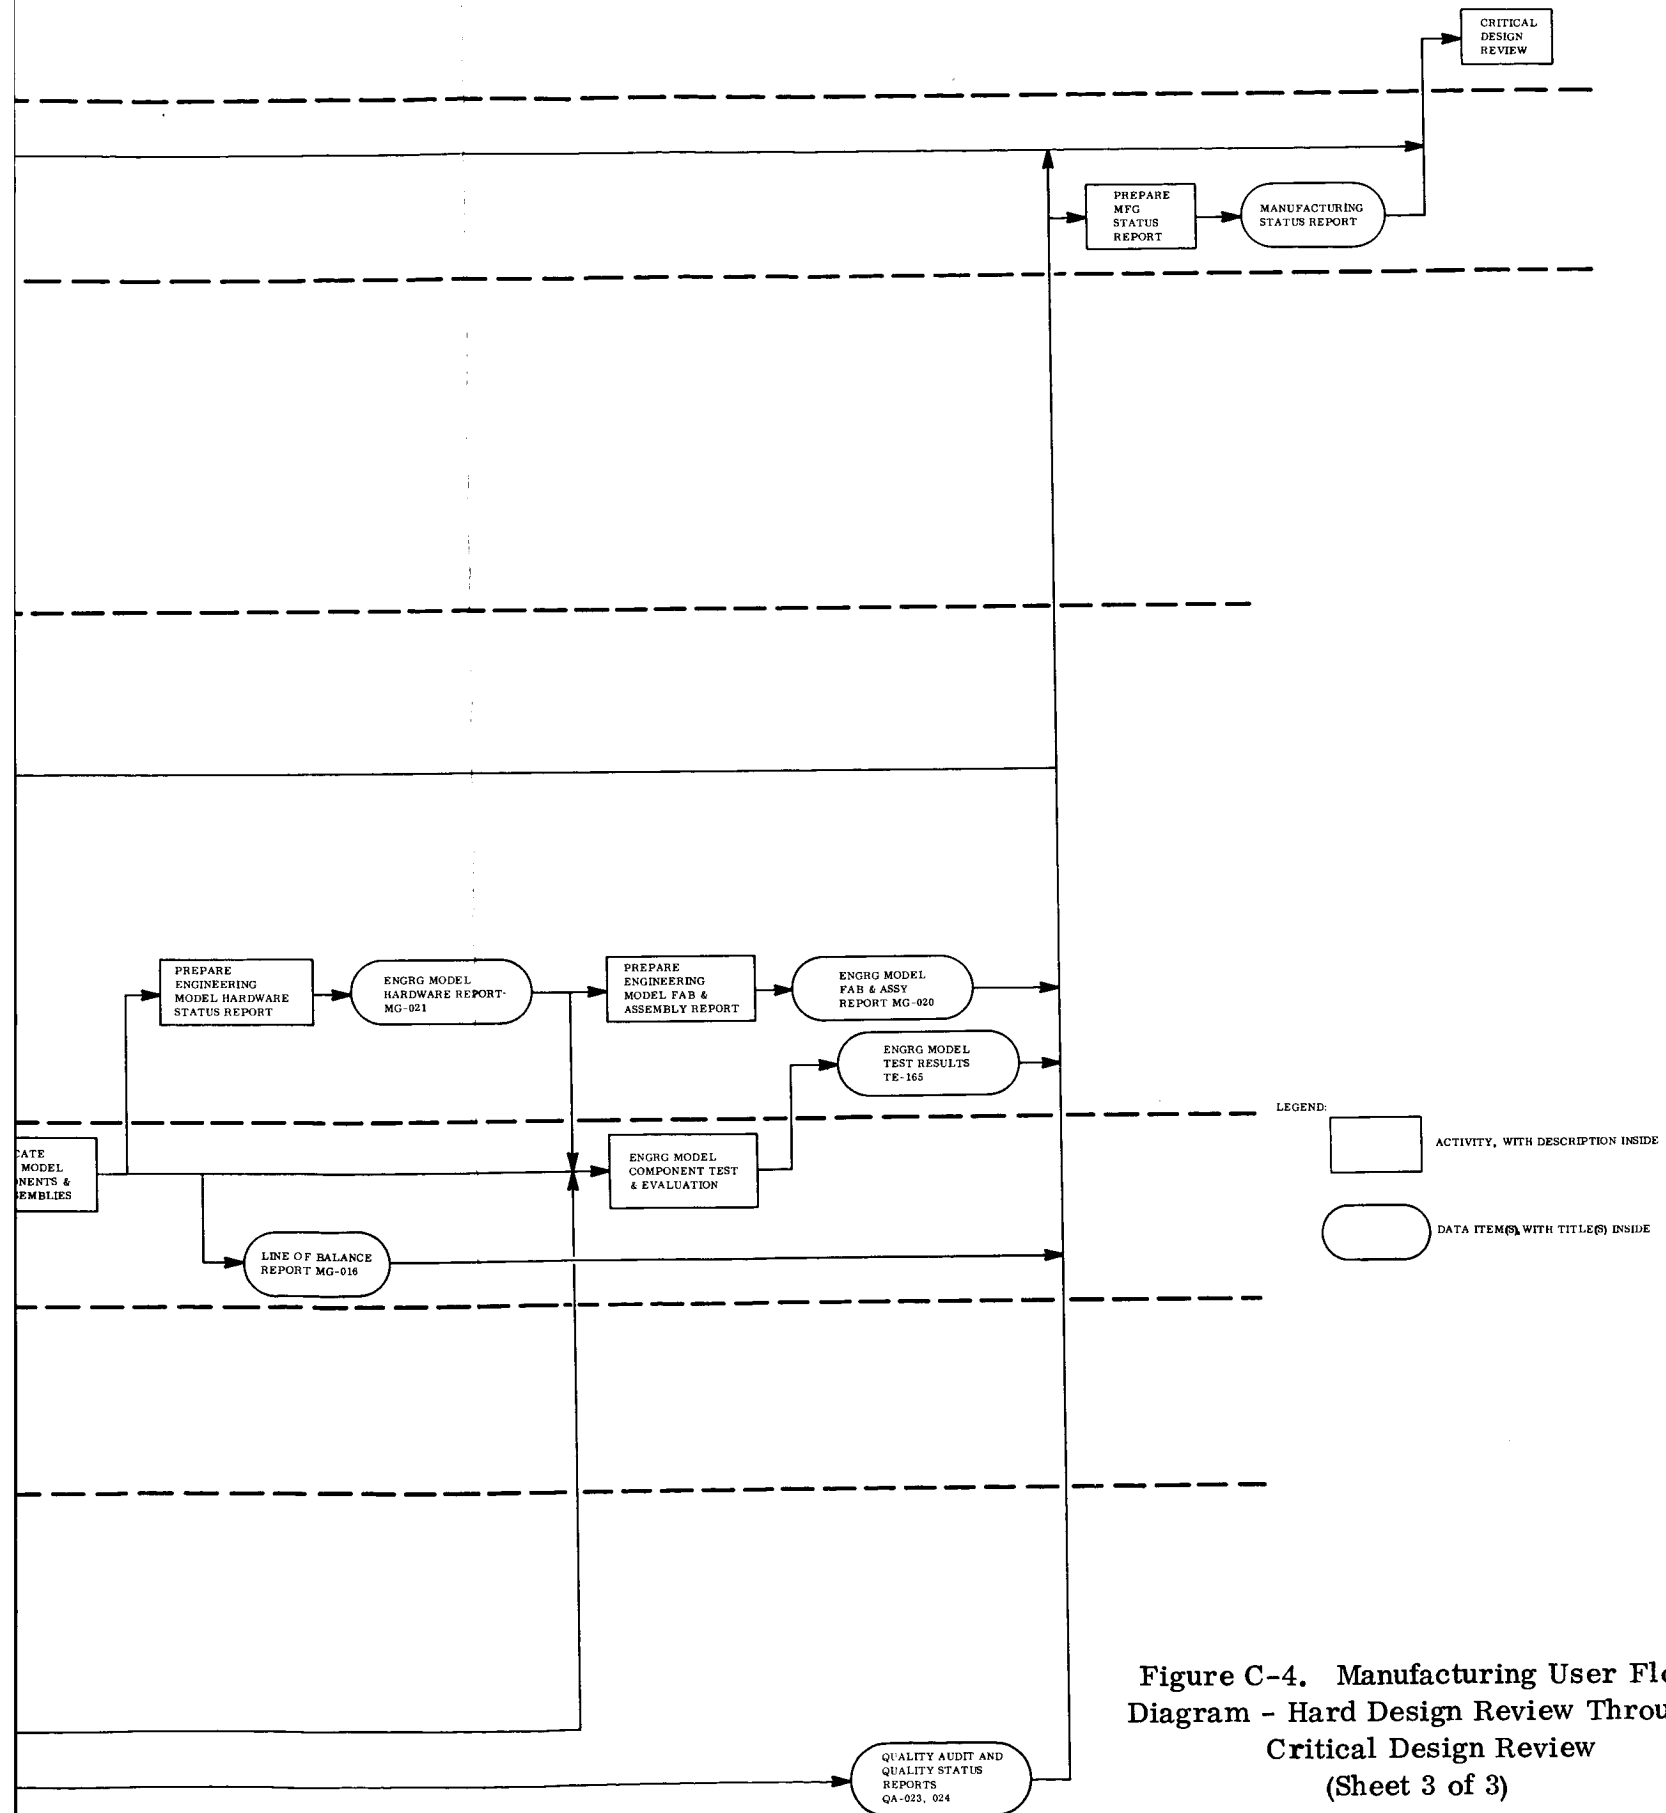 CRITICAL
DESIGN
REVIEW
PREPARE
MFG
STATUS
REPORT
MANUFACTURING
STATUS REPORT
PREPARE
ENGINEERING
MODEL HARDWARE
STATUS REPORT
ENGRG MODEL
HARDWARE REPORT-
MG-021
PREPARE
ENGINEERING
MODEL FAB &
ASSEMBLY REPORT
ENGRG MODEL
FAB & ASSY
REPORT MG-020
ENGRG MODEL
TEST RESULTS
TE-165
CATE
MODEL
NENTS &
EMBLIES
ENGRG MODEL
COMPONENT TEST
& EVALUATION
LINE OF BALANCE
REPORT MG-016
LEGEND:
ACTIVITY, WITH DESCRIPTION INSIDE
DATA ITEM(S), WITH TITLE(S) INSIDE
QUALITY AUDIT AND
QUALITY STATUS
REPORTS
QA-023, 024
Figure C-4. Manufacturing User Flo
Diagram - Hard Design Review Throu
Critical Design Review
(Sheet 3 of 3)